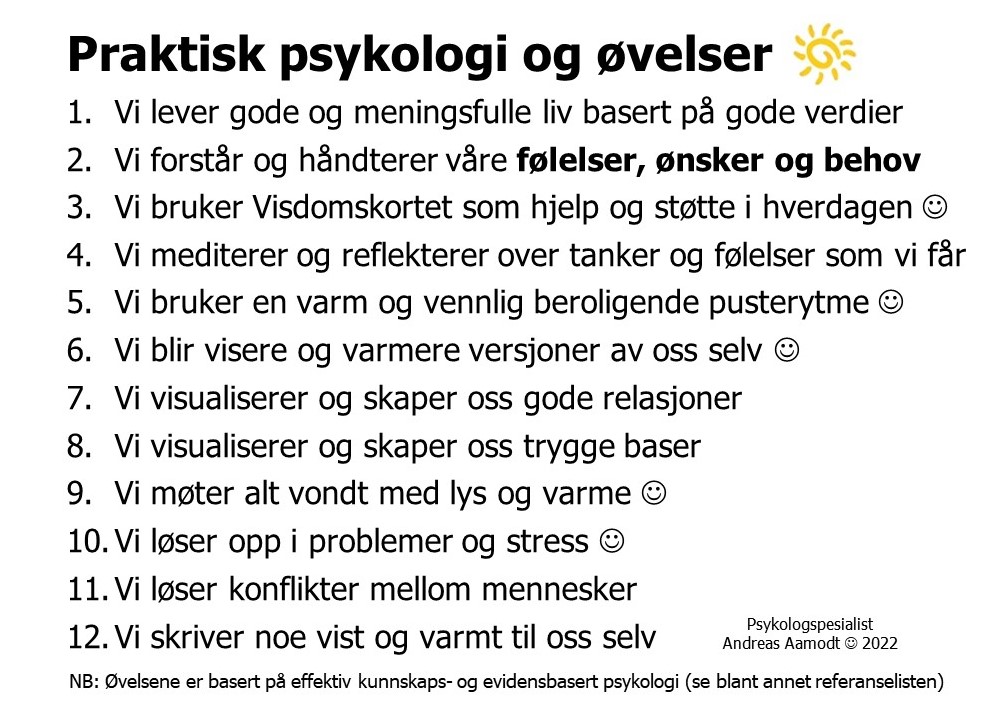 Praktisk psykologi og øvelser
1. Vi lever gode og meningsfulle liv basert på gode verdier
2. Vi forstår og håndterer våre følelser, ønsker og behov
3. Vi bruker Visdomskortet som hjelp og støtte i hverdagen ☺
4. Vi mediterer og reflekterer over tanker og følelser som vi får
5. Vi bruker en varm og vennlig beroligende pusterytme ☺
6. Vi blir visere og varmere versjoner av oss selv ☺
7. Vi visualiserer og skaper oss gode relasjoner
8. Vi visualiserer og skaper oss trygge baser
9. Vi møter alt vondt med lys og varme ☺
10. Vi løser opp i problemer og stress ☺
11. Vi løser konflikter mellom mennesker
12. Vi skriver noe vist og varmt til oss selv
Psykologspesialist
Andreas Aamodt ☺ 2022
NB: Øvelsene er basert på effektiv kunnskaps- og evidensbasert psykologi (se blant annet referanselisten)